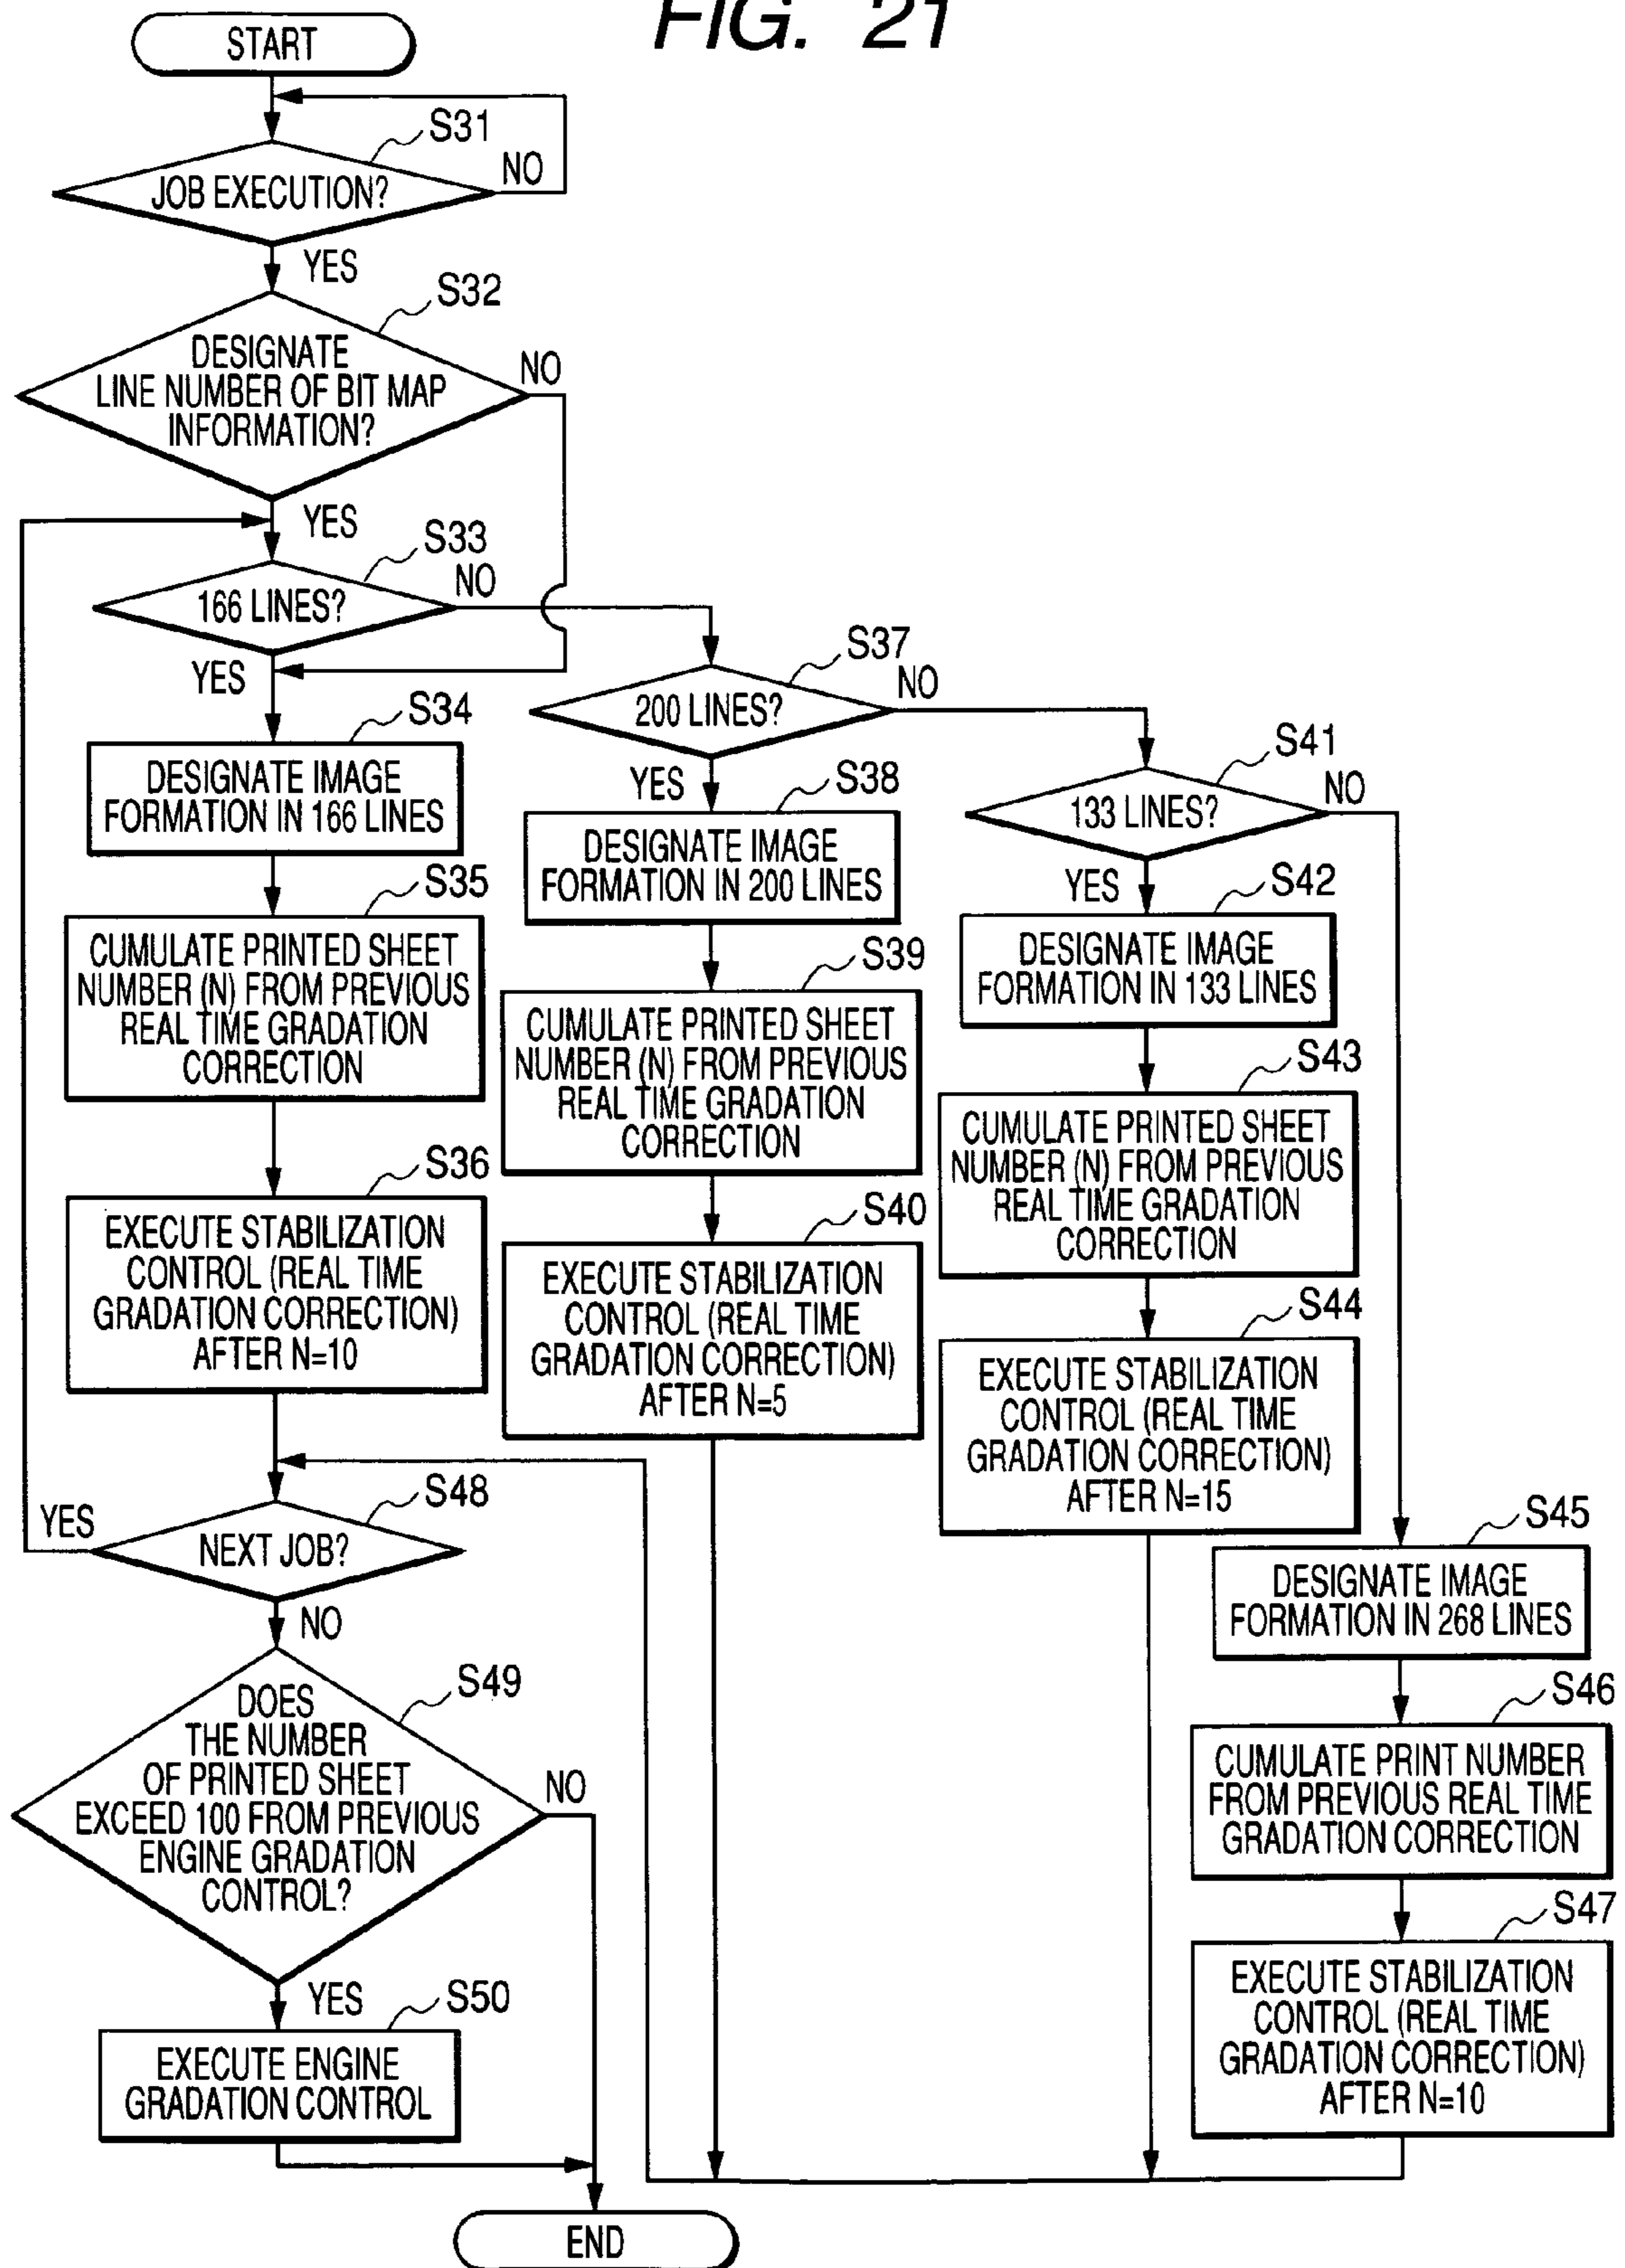 FIG. 21
START
S31
JOB EXECUTION?
NO
YES
S32
DESIGNATE
LINE NUMBER OF BIT MAP
INFORMATION?
NO
YES
S33
166 LINES?
NO
YES
S34
DESIGNATE IMAGE
FORMATION IN 166 LINES
S35
CUMULATE PRINTED SHEET
NUMBER (N) FROM PREVIOUS
REAL TIME GRADATION
CORRECTION
S36
EXECUTE STABILIZATION
CONTROL (REAL TIME
GRADATION CORRECTION)
AFTER N=10
S37
200 LINES?
NO
YES
S38
DESIGNATE IMAGE
FORMATION IN 200 LINES
S39
CUMULATE PRINTED SHEET
NUMBER (N) FROM PREVIOUS
REAL TIME GRADATION
CORRECTION
S40
EXECUTE STABILIZATION
CONTROL (REAL TIME
GRADATION CORRECTION)
AFTER N=5
S41
133 LINES?
NO
YES
S42
DESIGNATE IMAGE
FORMATION IN 133 LINES
S43
CUMULATE PRINTED SHEET
NUMBER (N) FROM PREVIOUS
REAL TIME GRADATION
CORRECTION
S44
EXECUTE STABILIZATION
CONTROL (REAL TIME
GRADATION CORRECTION)
AFTER N=15
S45
DESIGNATE IMAGE
FORMATION IN 268 LINES
S46
CUMULATE PRINT NUMBER
FROM PREVIOUS REAL TIME
GRADATION CORRECTION
S47
EXECUTE STABILIZATION
CONTROL (REAL TIME
GRADATION CORRECTION)
AFTER N=10
S48
YES
NEXT JOB?
NO
S49
DOES
THE NUMBER
OF PRINTED SHEET
EXCEED 100 FROM PREVIOUS
ENGINE GRADATION
CONTROL?
NO
YES
S50
EXECUTE ENGINE
GRADATION CONTROL
END